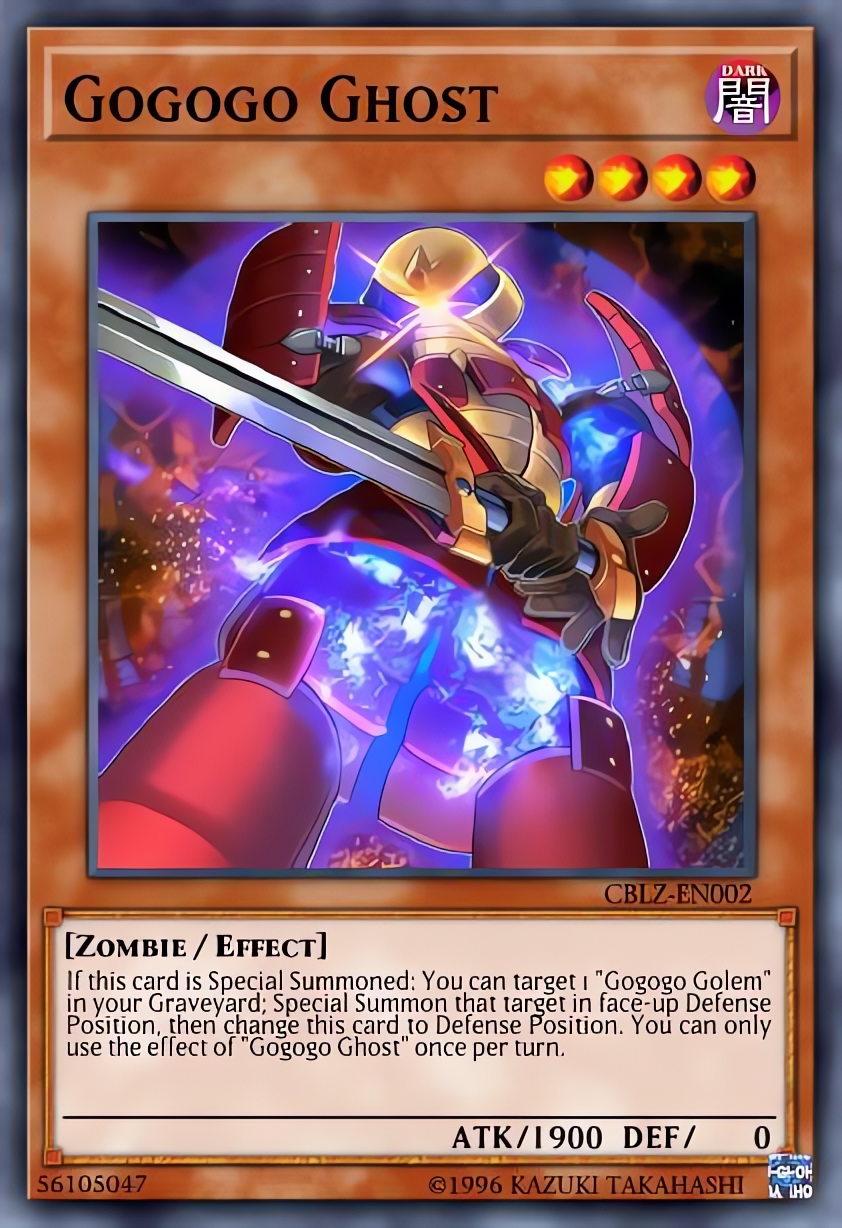 Gogogo Ghost
DARK
闇
CBLZ-EN002
[Zombie / Effect]
If this card is Special Summoned: You can target 1 "Gogogo Golem"
in your Graveyard; Special Summon that target in face-up Defense
Position, then change this card to Defense Position. You can only
use the effect of "Gogogo Ghost" once per turn.
ATK/1900 DEF/ 0
56105047
©1996 KAZUKI TAKAHASHI